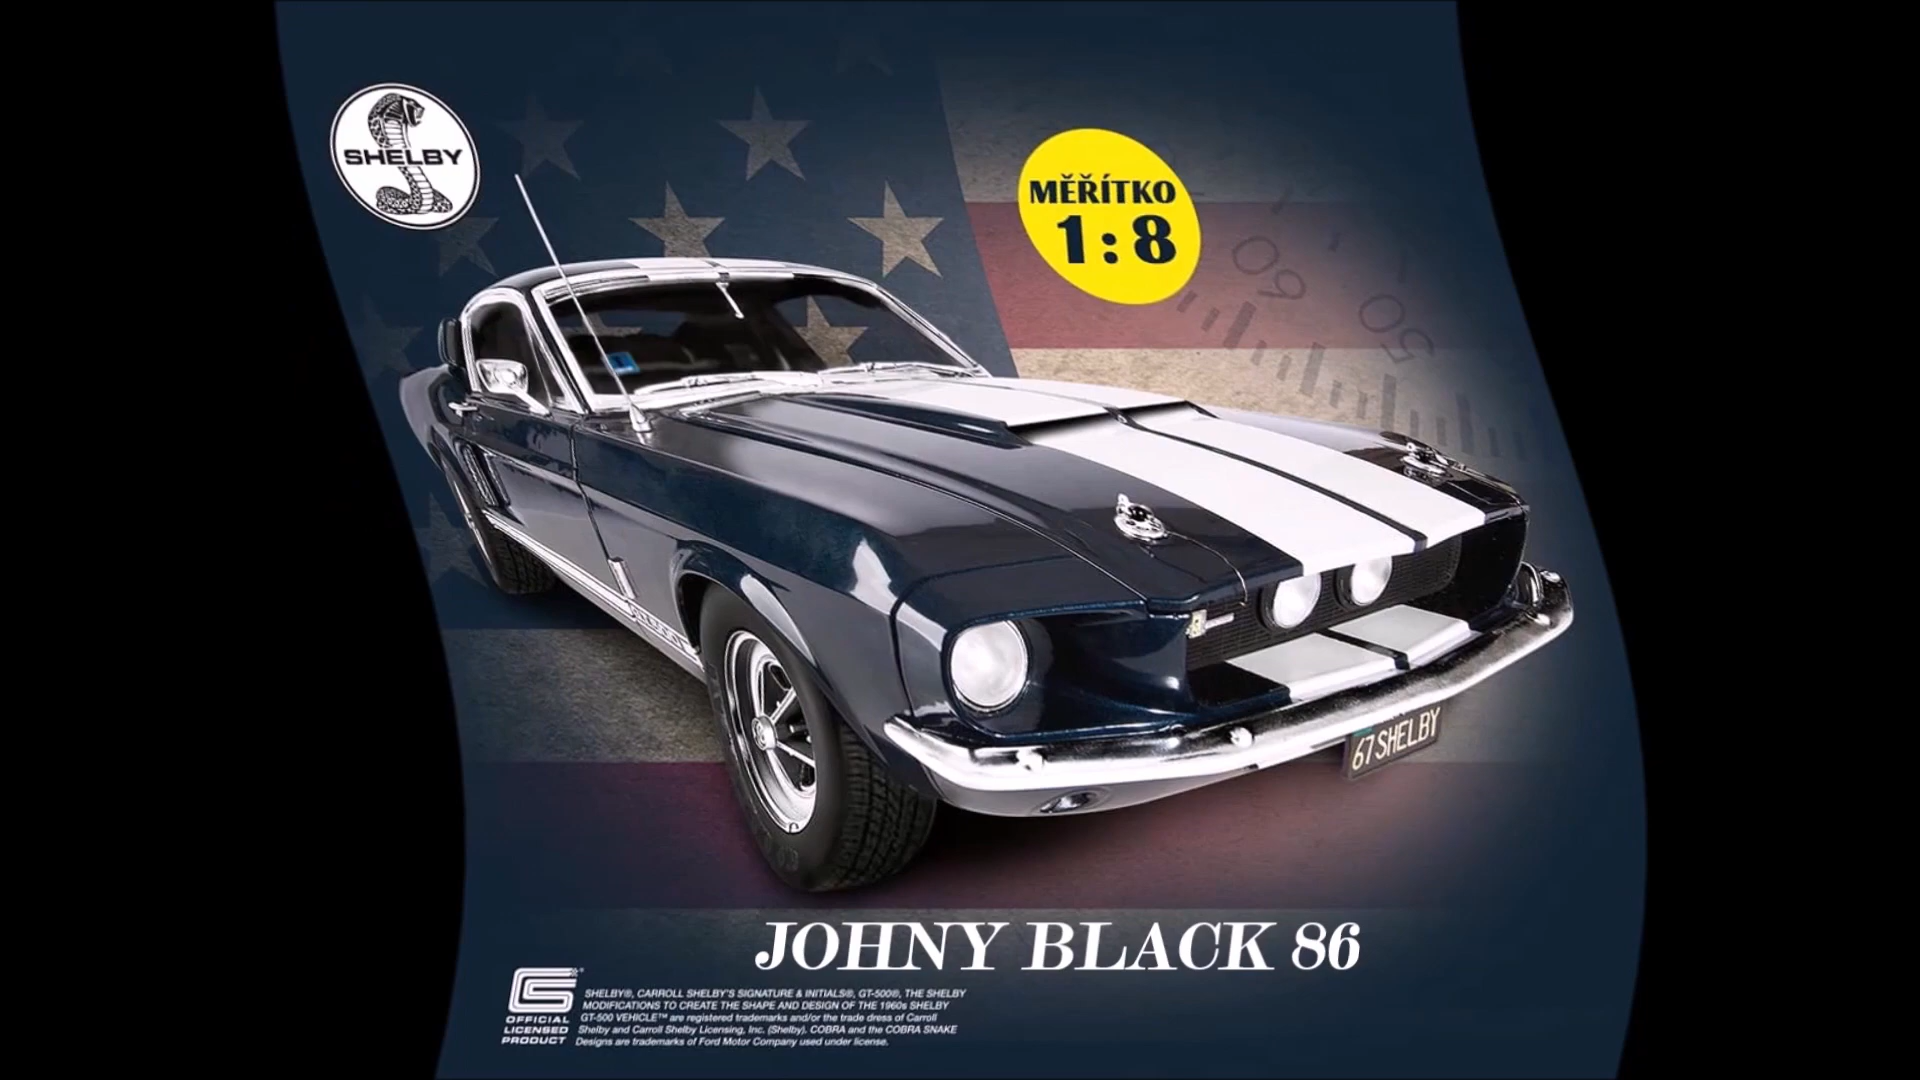 SHELBY
MĚŘÍTKO
1:8
60
50
67 SHELBY
JOHNY BLACK 86
SHELBY®, CARROLL SHELBY'S SIGNATURE & INITIALS®, GT-500®, THE SHELBY
MODIFICATIONS TO CREATE THE SHAPE AND DESIGN OF THE 1960s SHELBY
GT-500 VEHICLE™ are registered trademarks and/or the trade dress of Carroll
Shelby and Carroll Shelby Licensing, Inc. (Shelby). COBRA and the COBRA SNAKE
Designs are trademarks of Ford Motor Company used under license.
OFFICIAL
LICENSED
PRODUCT